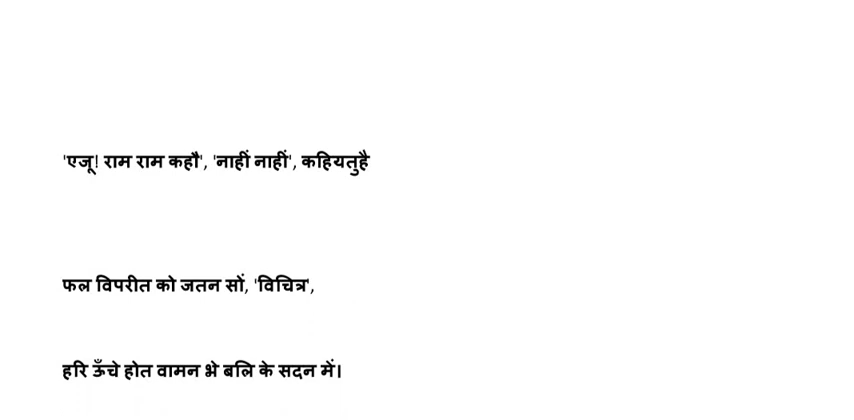 'एजू! राम राम कहौ', 'नाहीं नाहीं', कहियतुहै
फल विपरीत को जतन सों, 'विचित्र',
हरि ऊँचे होत वामन भे बलि के सदन में।